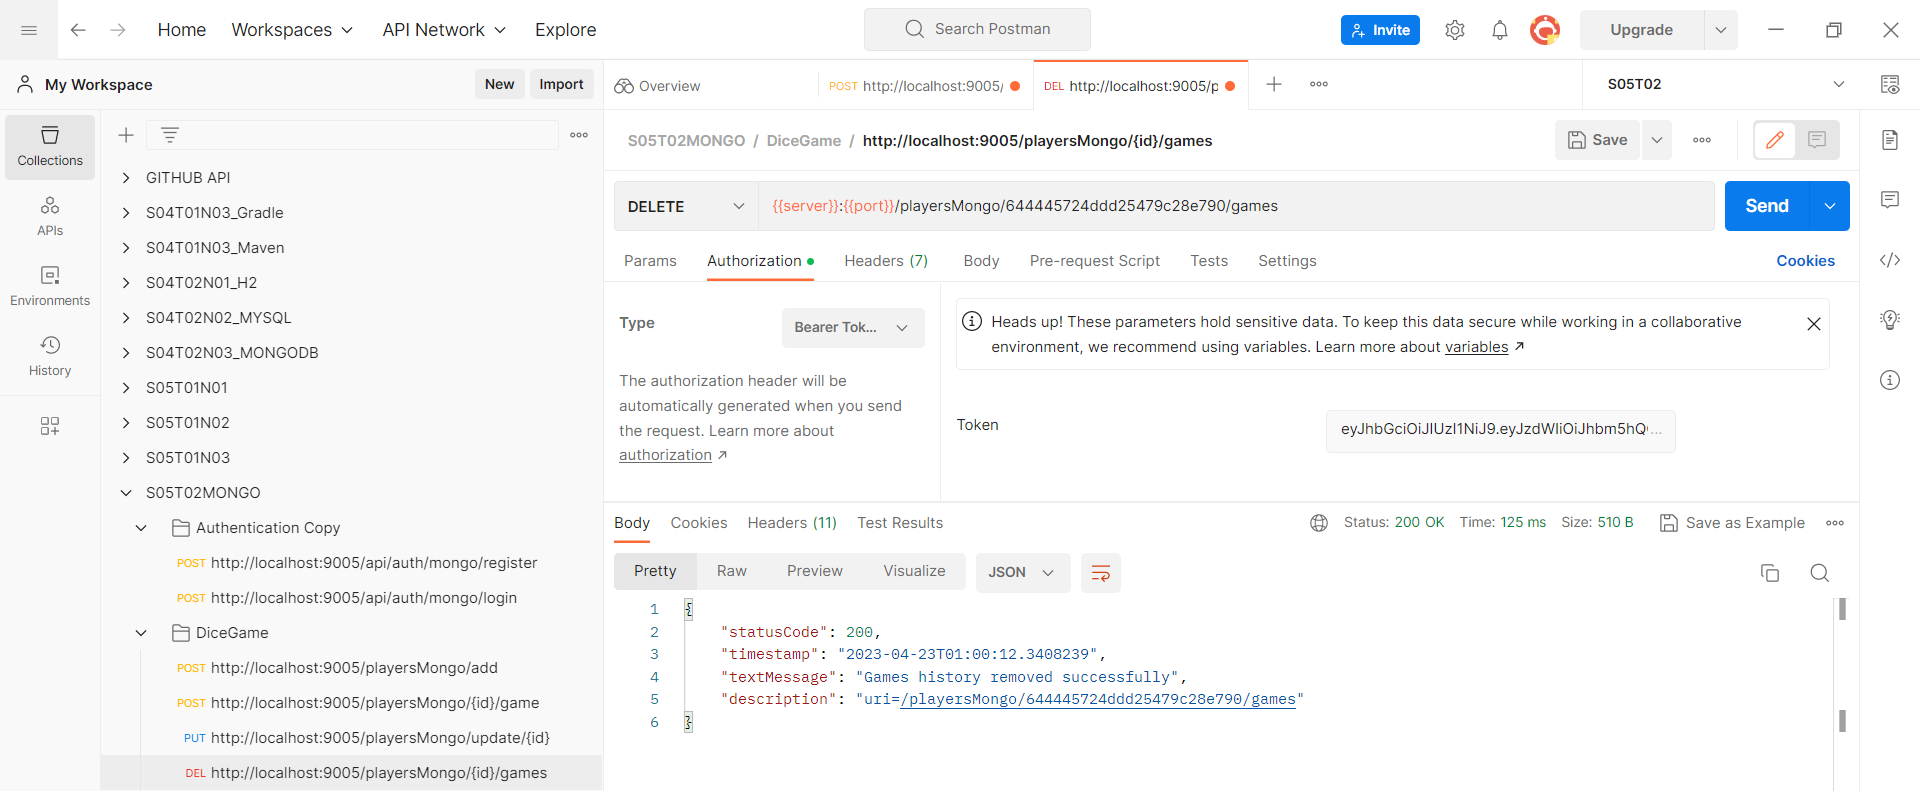 Home Workspaces API Network Explore Search Postman Invite Upgrade
My Workspace New Import Overview POST http://localhost:9005/ DEL http://localhost:9005/p S05T02
S05T02MONGO / DiceGame / http://localhost:9005/playersMongo/{id}/games Save
Collections
APIs
Environments
History
GITHUB API
S04T01N03_Gradle
S04T01N03_Maven
S04T02N01_H2
S04T02N02_MYSQL
S04T02N03_MONGODB
S05T01N01
S05T01N02
S05T01N03
S05T02MONGO
Authentication Copy
POST http://localhost:9005/api/auth/mongo/register
POST http://localhost:9005/api/auth/mongo/login
DiceGame
POST http://localhost:9005/playersMongo/add
POST http://localhost:9005/playersMongo/{id}/game
PUT http://localhost:9005/playersMongo/update/{id}
DEL http://localhost:9005/playersMongo/{id}/games
DELETE {{server}}:{{port}}/playersMongo/644445724ddd25479c28e790/games Send
Params Authorization Headers (7) Body Pre-request Script Tests Settings Cookies
Type Bearer Tok...
The authorization header will be
automatically generated when you send
the request. Learn more about
authorization ↗
Heads up! These parameters hold sensitive data. To keep this data secure while working in a collaborative
environment, we recommend using variables. Learn more about variables ↗
Token eyJhbGciOiJIUzI1NiJ9.eyJzdWIiOiJhbm5hQ...
Body Cookies Headers (11) Test Results Status: 200 OK Time: 125 ms Size: 510 B Save as Example
Pretty Raw Preview Visualize JSON
1 {
2 "statusCode": 200,
3 "timestamp": "2023-04-23T01:00:12.3408239",
4 "textMessage": "Games history removed successfully",
5 "description": "uri=/playersMongo/644445724ddd25479c28e790/games"
6 }